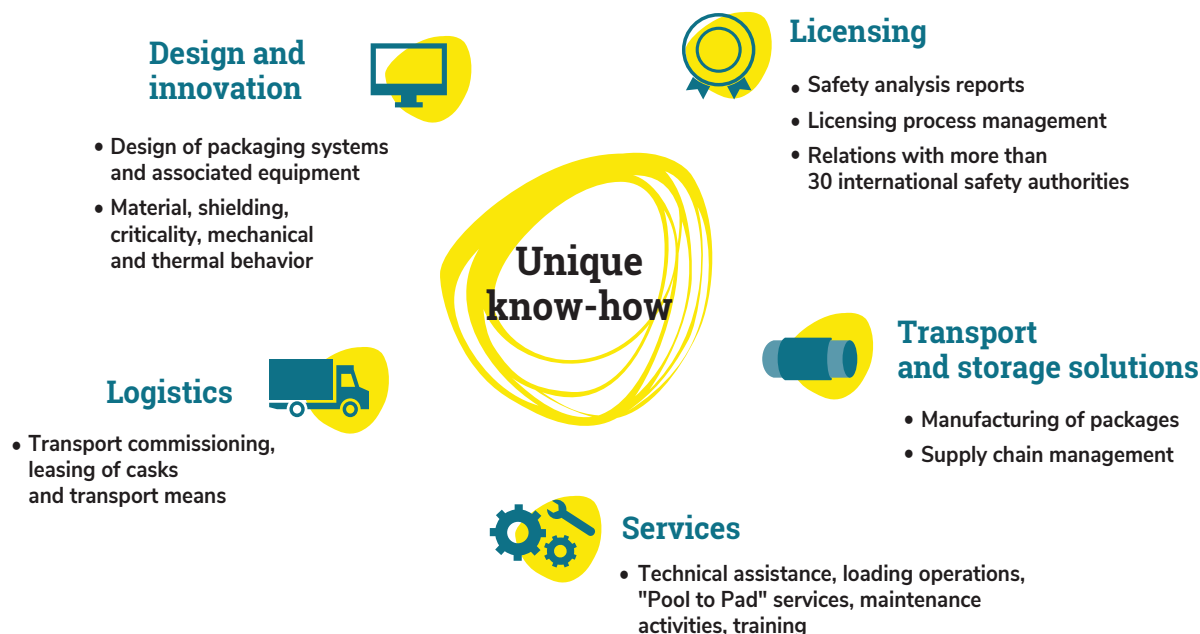 Design and
innovation
• Design of packaging systems
and associated equipment
• Material, shielding,
criticality, mechanical
and thermal behavior
Licensing
• Safety analysis reports
• Licensing process management
• Relations with more than
30 international safety authorities
Unique
know-how
Transport
and storage solutions
• Manufacturing of packages
• Supply chain management
Logistics
• Transport commissioning,
leasing of casks
and transport means
Services
• Technical assistance, loading operations,
"Pool to Pad" services, maintenance
activities, training